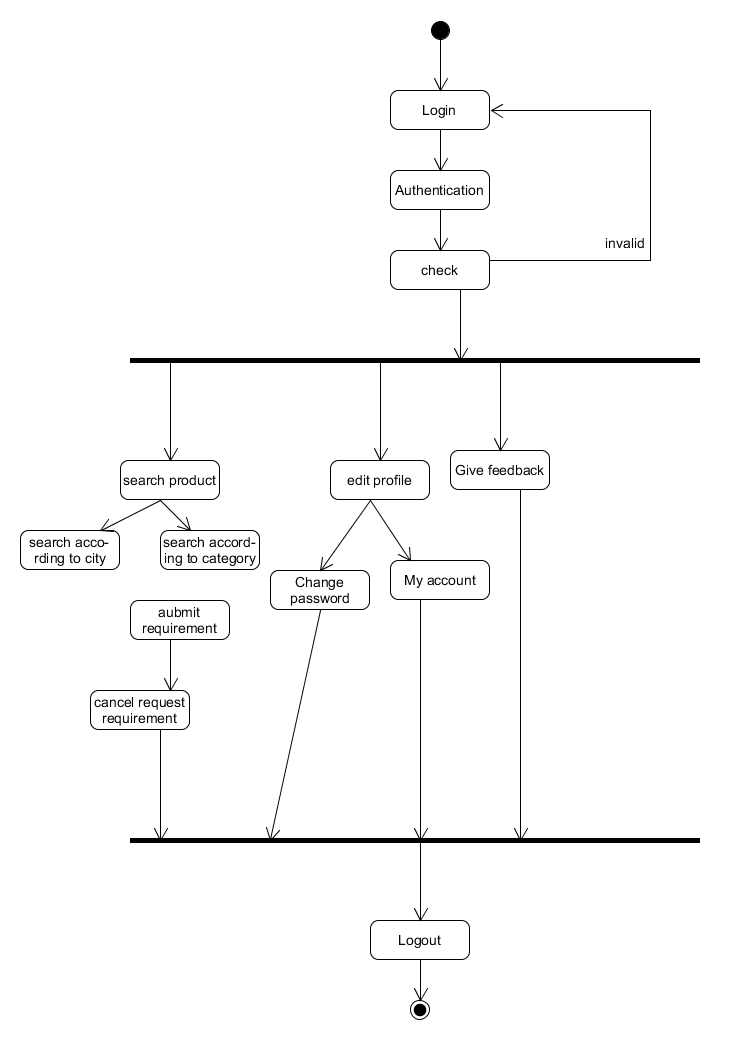 Login
Authentication
invalid
check
search product
edit profile
Give feedback
search acco-
rding to city
search accord-
ing to category
Change
password
My account
aubmit
requirement
cancel request
requirement
Logout